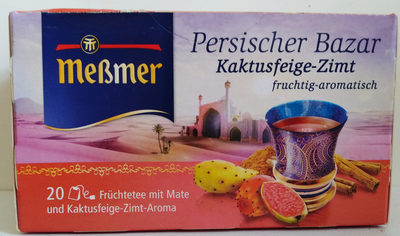 Meßmer
Persischer Bazar
Kaktusfeige-Zimt
fruchtig-aromatisch
20 Früchtetee mit Mate
und Kaktusfeige-Zimt-Aroma